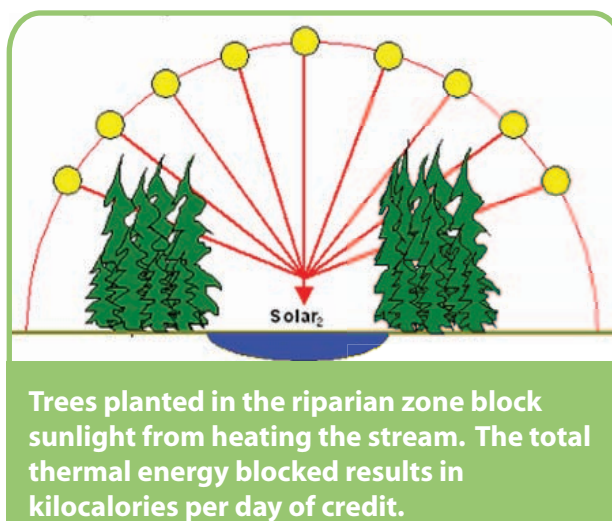 Solar₂
Trees planted in the riparian zone block
sunlight from heating the stream. The total
thermal energy blocked results in
kilocalories per day of credit.